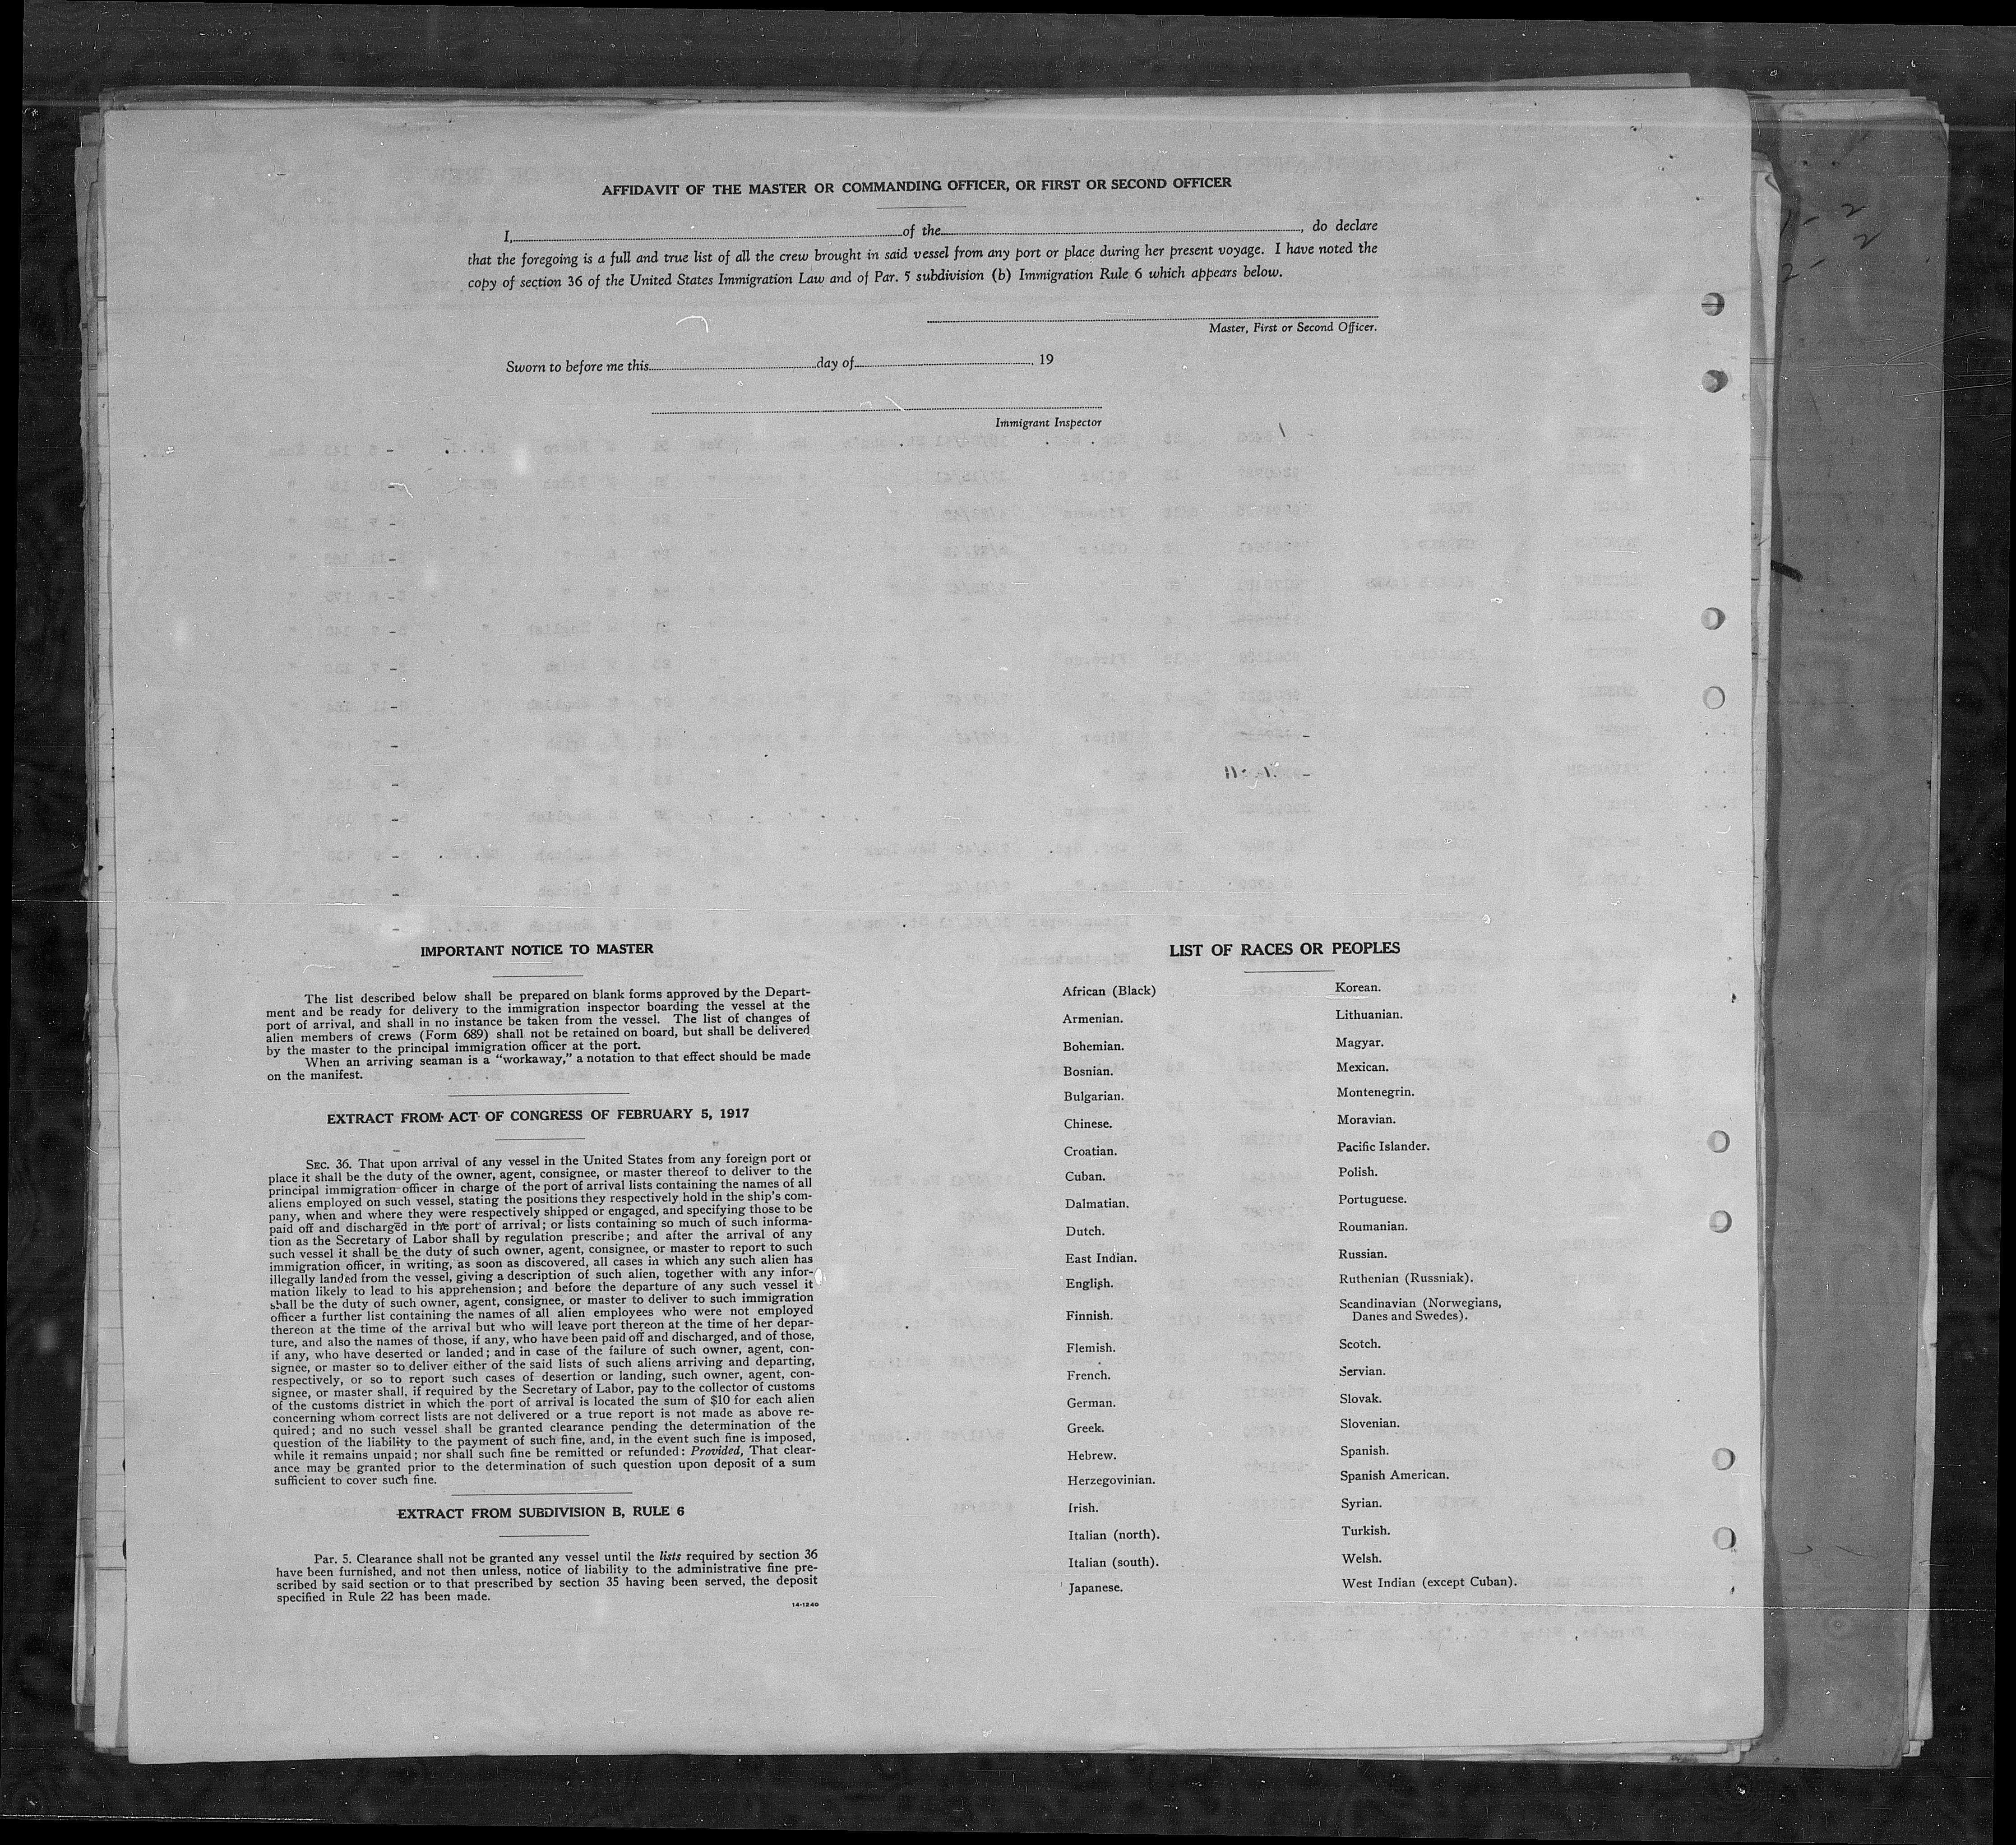 AFFIDAVIT OF THE MASTER OR COMMANDING OFFICER, OR FIRST OR SECOND OFFICER
I, of the , do declare
that the foregoing is a full and true list of all the crew brought in said vessel from any port or place during her present voyage. I have noted the
copy of section 36 of the United States Immigration Law and of Par. 5 subdivision (b) Immigration Rule 6 which appears below.
Master, First or Second Officer.
Sworn to before me this day of , 19
Immigrant Inspector
IMPORTANT NOTICE TO MASTER
The list described below shall be prepared on blank forms approved by the Depart-
ment and be ready for delivery to the immigration inspector boarding the vessel at the
port of arrival, and shall in no instance be taken from the vessel. The list of changes of
alien members of crews (Form 689) shall not be retained on board, but shall be delivered
by the master to the principal immigration officer at the port.
When an arriving seaman is a "workaway," a notation to that effect should be made
on the manifest.
EXTRACT FROM ACT OF CONGRESS OF FEBRUARY 5, 1917
SEC. 36. That upon arrival of any vessel in the United States from any foreign port or
place it shall be the duty of the owner, agent, consignee, or master thereof to deliver to the
principal immigration officer in charge of the port of arrival lists containing the names of all
aliens employed on such vessel, stating the positions they respectively hold in the ship's com-
pany, when and where they were respectively shipped or engaged, and specifying those to be
paid off and discharged in the port of arrival; or lists containing so much of such informa-
tion as the Secretary of Labor shall by regulation prescribe; and after the arrival of any
such vessel it shall be the duty of such owner, agent, consignee, or master to report to such
immigration officer, in writing, as soon as discovered, all cases in which any such alien has
illegally landed from the vessel, giving a description of such alien, together with any infor-
mation likely to lead to his apprehension; and before the departure of any such vessel it
shall be the duty of such owner, agent, consignee, or master to deliver to such immigration
officer a further list containing the names of all alien employees who were not employed
thereon at the time of the arrival but who will leave port thereon at the time of her depar-
ture, and also the names of those, if any, who have been paid off and discharged, and of those,
if any, who have deserted or landed; and in case of the failure of such owner, agent, con-
signee, or master so to deliver either of the said lists of such aliens arriving and departing,
respectively, or so to report such cases of desertion or landing, such owner, agent, con-
signee, or master shall, if required by the Secretary of Labor, pay to the collector of customs
of the customs district in which the port of arrival is located the sum of $10 for each alien
concerning whom correct lists are not delivered or a true report is not made as above re-
quired; and no such vessel shall be granted clearance pending the determination of the
question of the liability to the payment of such fine, and, in the event such fine is imposed,
while it remains unpaid; nor shall such fine be remitted or refunded: Provided, That clear-
ance may be granted prior to the determination of such question upon deposit of a sum
sufficient to cover such fine.
EXTRACT FROM SUBDIVISION B, RULE 6
Par. 5. Clearance shall not be granted any vessel until the lists required by section 36
have been furnished, and not then unless, notice of liability to the administrative fine pre-
scribed by said section or to that prescribed by section 35 having been served, the deposit
specified in Rule 22 has been made.
14-1240
LIST OF RACES OR PEOPLES
African (Black)
Armenian.
Bohemian.
Bosnian.
Bulgarian.
Chinese.
Croatian.
Cuban.
Dalmatian.
Dutch.
East Indian.
English.
Finnish.
Flemish.
French.
German.
Greek.
Hebrew.
Herzegovinian.
Irish.
Italian (north).
Italian (south).
Japanese.
Korean.
Lithuanian.
Magyar.
Mexican.
Montenegrin.
Moravian.
Pacific Islander.
Polish.
Portuguese.
Roumanian.
Russian.
Ruthenian (Russniak).
Scandinavian (Norwegians,
Danes and Swedes).
Scotch.
Servian.
Slovak.
Slovenian.
Spanish.
Spanish American.
Syrian.
Turkish.
Welsh.
West Indian (except Cuban).